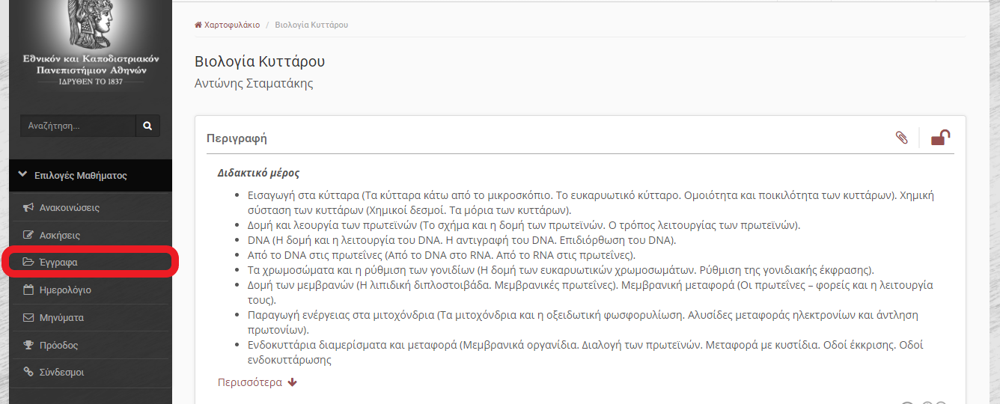 Εθνικόν και Καποδιστριακόν
Πανεπιστήμιον Αθηνών
ΙΔΡΥΘΕΝ ΤΟ 1837
Αναζήτηση...
Επιλογές Μαθήματος
Ανακοινώσεις
Ασκήσεις
Έγγραφα
Ημερολόγιο
Μηνύματα
Πρόοδος
Σύνδεσμοι
Χαρτοφυλάκιο / Βιολογία Κυττάρου
Βιολογία Κυττάρου
Αντώνης Σταματάκης
Περιγραφή
Διδακτικό μέρος
• Εισαγωγή στα κύτταρα (Τα κύτταρα κάτω από το μικροσκόπιο. Το ευκαρυωτικό κύτταρο. Ομοιότητα και ποικιλότητα των κυττάρων). Χημική
σύσταση των κυττάρων (Χημικοί δεσμοί. Τα μόρια των κυττάρων).
• Δομή και λεουργία των πρωτεϊνών (Το σχήμα και η δομή των πρωτεϊνών. Ο τρόπος λειτουργίας των πρωτεϊνών).
• DNA (Η δομή και η λειτουργία του DNA. Η αντιγραφή του DNA. Επιδιόρθωση του DNA).
• Από το DNA στις πρωτεΐνες (Από το DNA στο RNA. Από το RNA στις πρωτεΐνες).
• Τα χρωμοσώματα και η ρύθμιση των γονιδίων (Η δομή των ευκαρυωτικών χρωμοσωμάτων. Ρύθμιση της γονιδιακής έκφρασης).
• Δομή των μεμβρανών (Η λιπιδική διπλοστοιβάδα. Μεμβρανικές πρωτεΐνες). Μεμβρανική μεταφορά (Οι πρωτεΐνες – φορείς και η λειτουργία
τους).
• Παραγωγή ενέργειας στα μιτοχόνδρια (Τα μιτοχόνδρια και η οξειδωτική φωσφορυλίωση. Αλυσίδες μεταφοράς ηλεκτρονίων και άντληση
πρωτονίων).
• Ενδοκυττάρια διαμερίσματα και μεταφορά (Μεμβρανικά οργανίδια. Διαλογή των πρωτεϊνών. Μεταφορά με κυστίδια. Οδοί έκκρισης. Οδοί
ενδοκυττάρωσης
Περισσότερα